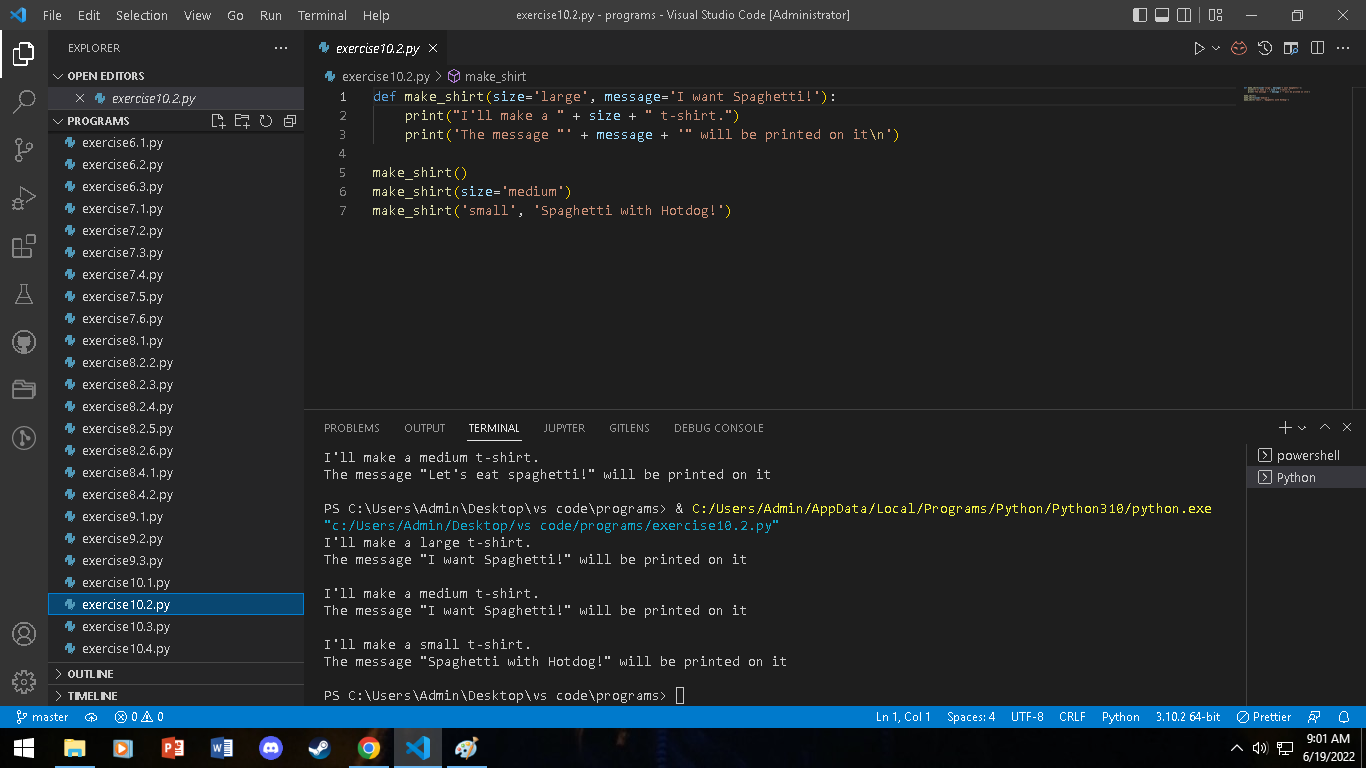 File Edit Selection View Go Run Terminal Help
exercise10.2.py - programs - Visual Studio Code [Administrator]
EXPLORER
OPEN EDITORS
exercise10.2.py
PROGRAMS
exercise6.1.py
exercise6.2.py
exercise6.3.py
exercise7.1.py
exercise7.2.py
exercise7.3.py
exercise7.4.py
exercise7.5.py
exercise7.6.py
exercise8.1.py
exercise8.2.2.py
exercise8.2.3.py
exercise8.2.4.py
exercise8.2.5.py
exercise8.2.6.py
exercise8.4.1.py
exercise8.4.2.py
exercise9.1.py
exercise9.2.py
exercise9.3.py
exercise10.1.py
exercise10.2.py
exercise10.3.py
exercise10.4.py
OUTLINE
TIMELINE
exercise10.2.py
exercise10.2.py > make_shirt
1 def make_shirt(size='large', message='I want Spaghetti!'):
2     print("I'll make a " + size + " t-shirt.")
3     print('The message "' + message + '" will be printed on it\n')
4
5 make_shirt()
6 make_shirt(size='medium')
7 make_shirt('small', 'Spaghetti with Hotdog!')
PROBLEMS OUTPUT TERMINAL JUPYTER GITLENS DEBUG CONSOLE
I'll make a medium t-shirt.
The message "Let's eat spaghetti!" will be printed on it
PS C:\Users\Admin\Desktop\vs code\programs> & C:/Users/Admin/AppData/Local/Programs/Python/Python310/python.exe
"c:/Users/Admin/Desktop/vs code/programs/exercise10.2.py"
I'll make a large t-shirt.
The message "I want Spaghetti!" will be printed on it
I'll make a medium t-shirt.
The message "I want Spaghetti!" will be printed on it
I'll make a small t-shirt.
The message "Spaghetti with Hotdog!" will be printed on it
PS C:\Users\Admin\Desktop\vs code\programs>
powershell
Python
master 0 0 Ln 1, Col 1 Spaces: 4 UTF-8 CRLF Python 3.10.2 64-bit Prettier
9:01 AM
6/19/2022